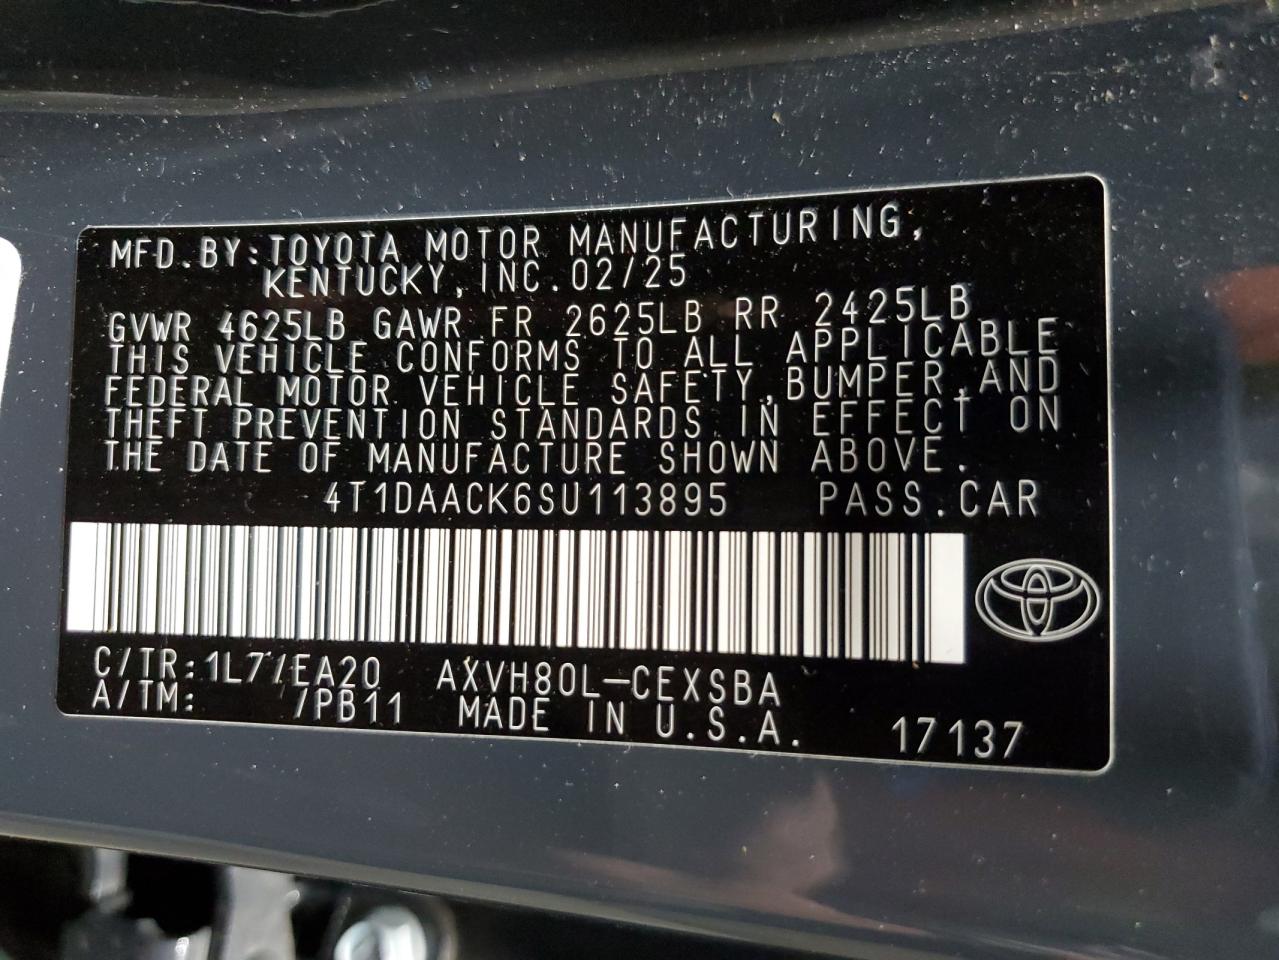 MFD.BY:TOYOTA MOTOR MANUFACTURING,
KENTUCKY, INC. 02/25
GVWR 4625LB GAWR FR 2625LB RR 2425LB
THIS VEHICLE CONFORMS TO ALL APPLICABLE
FEDERAL MOTOR VEHICLE SAFETY,BUMPER,AND
THEFT PREVENTION STANDARDS IN EFFECT ON
THE DATE OF MANUFACTURE SHOWN ABOVE.
4T1DAACK6SU113895 PASS.CAR
C/TR:1L7/EA20 AXVH80L-CEXSBA
A/TM: /PB11 MADE IN U.S.A. 17137